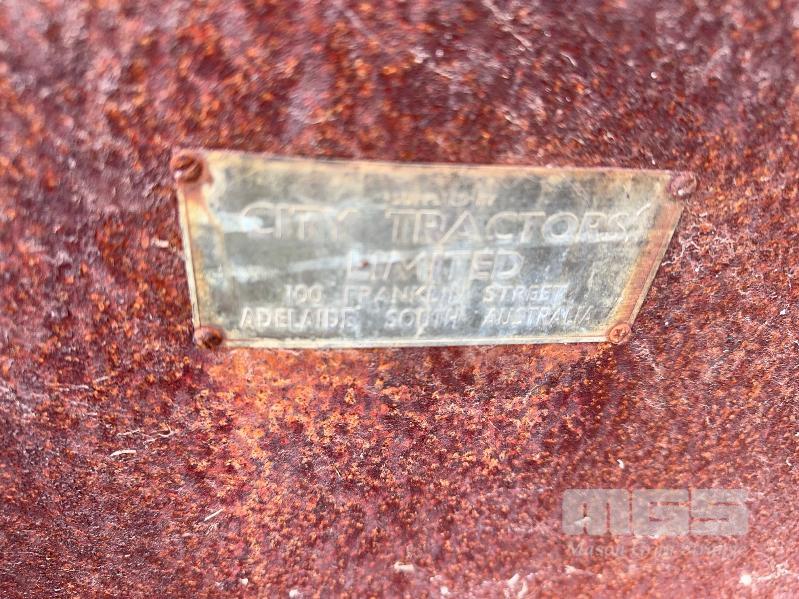 CITY TRACTORS
LIMITED
100 FRANKLIN STREET
ADELAIDE SOUTH AUSTRALIA
MGS